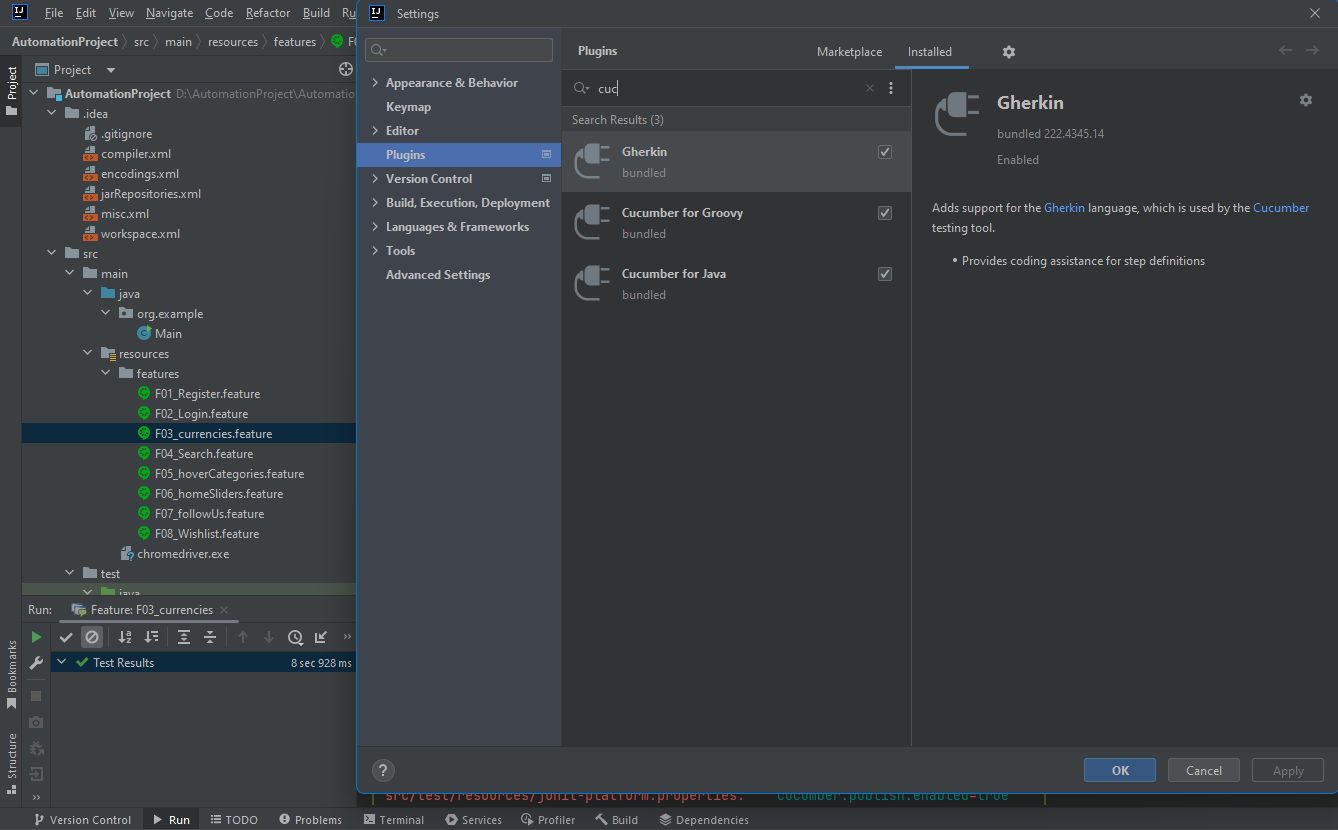 File Edit View Navigate Code Refactor Build Ru
AutomationProject src main resources features
Project
AutomationProject D:\AutomationProject\Automatio
.idea
.gitignore
compiler.xml
encodings.xml
jarRepositories.xml
misc.xml
workspace.xml
src
main
java
org.example
Main
resources
features
F01_Register.feature
F02_Login.feature
F03_currencies.feature
F04_Search.feature
F05_hoverCategories.feature
F06_homeSliders.feature
F07_followUs.feature
F08_Wishlist.feature
chromedriver.exe
test
java
Project
Bookmarks
Structure
Run: Feature: F03_currencies
Test Results 8 sec 928 ms
Settings
Appearance & Behavior
Keymap
Editor
Plugins
Version Control
Build, Execution, Deployment
Languages & Frameworks
Tools
Advanced Settings
Plugins Marketplace Installed
cuc
Search Results (3)
Gherkin
bundled
Cucumber for Groovy
bundled
Cucumber for Java
bundled
Gherkin
bundled 222.4345.14
Enabled
Adds support for the Gherkin language, which is used by the Cucumber
testing tool.
• Provides coding assistance for step definitions
? OK Cancel Apply
src/test/resources/junit-platform.properties: cucumber.publish.enabled=true
Version Control Run TODO Problems Terminal Services Profiler Build Dependencies